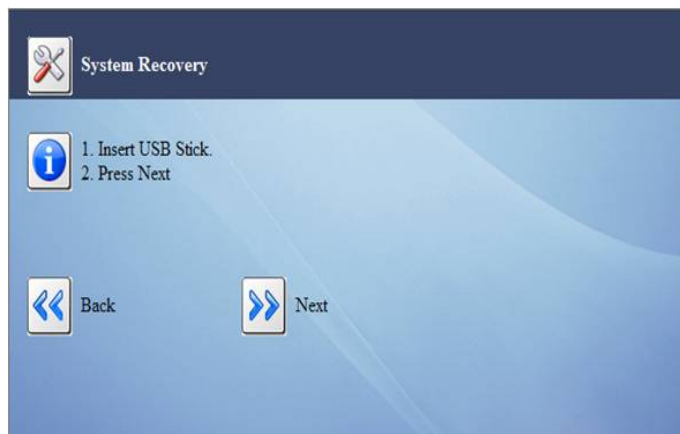 System Recovery
1. Insert USB Stick.
2. Press Next
Back
Next